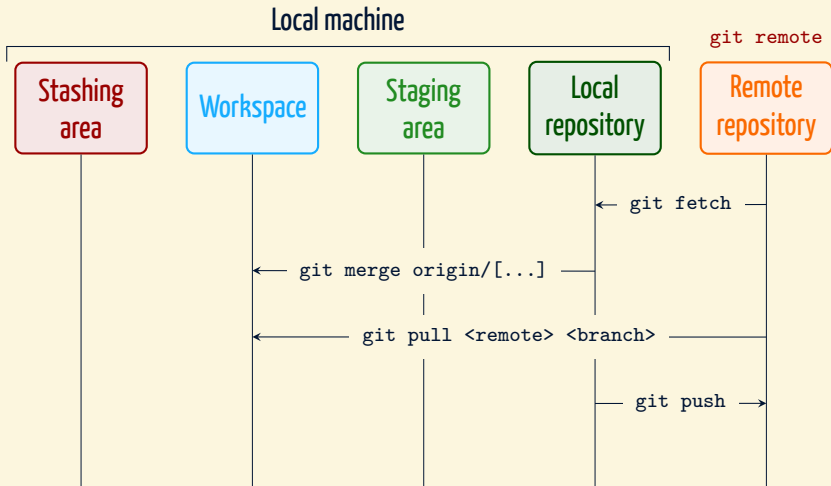 Local machine
git remote
Stashing
area
Workspace
Staging
area
Local
repository
Remote
repository
git fetch
git merge origin/[...]
git pull <remote> <branch>
git push